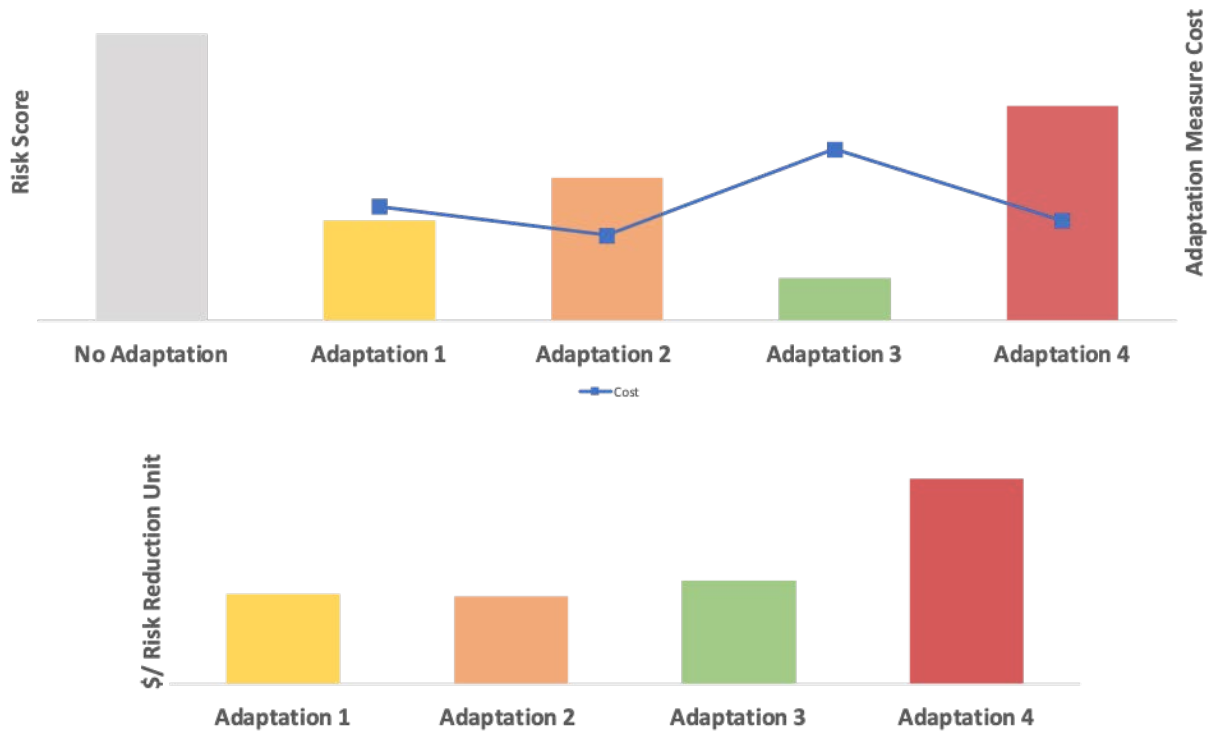 Risk Score
Adaptation Measure Cost
No Adaptation
Adaptation 1
Adaptation 2
Adaptation 3
Adaptation 4
Cost
$/ Risk Reduction Unit
Adaptation 1
Adaptation 2
Adaptation 3
Adaptation 4